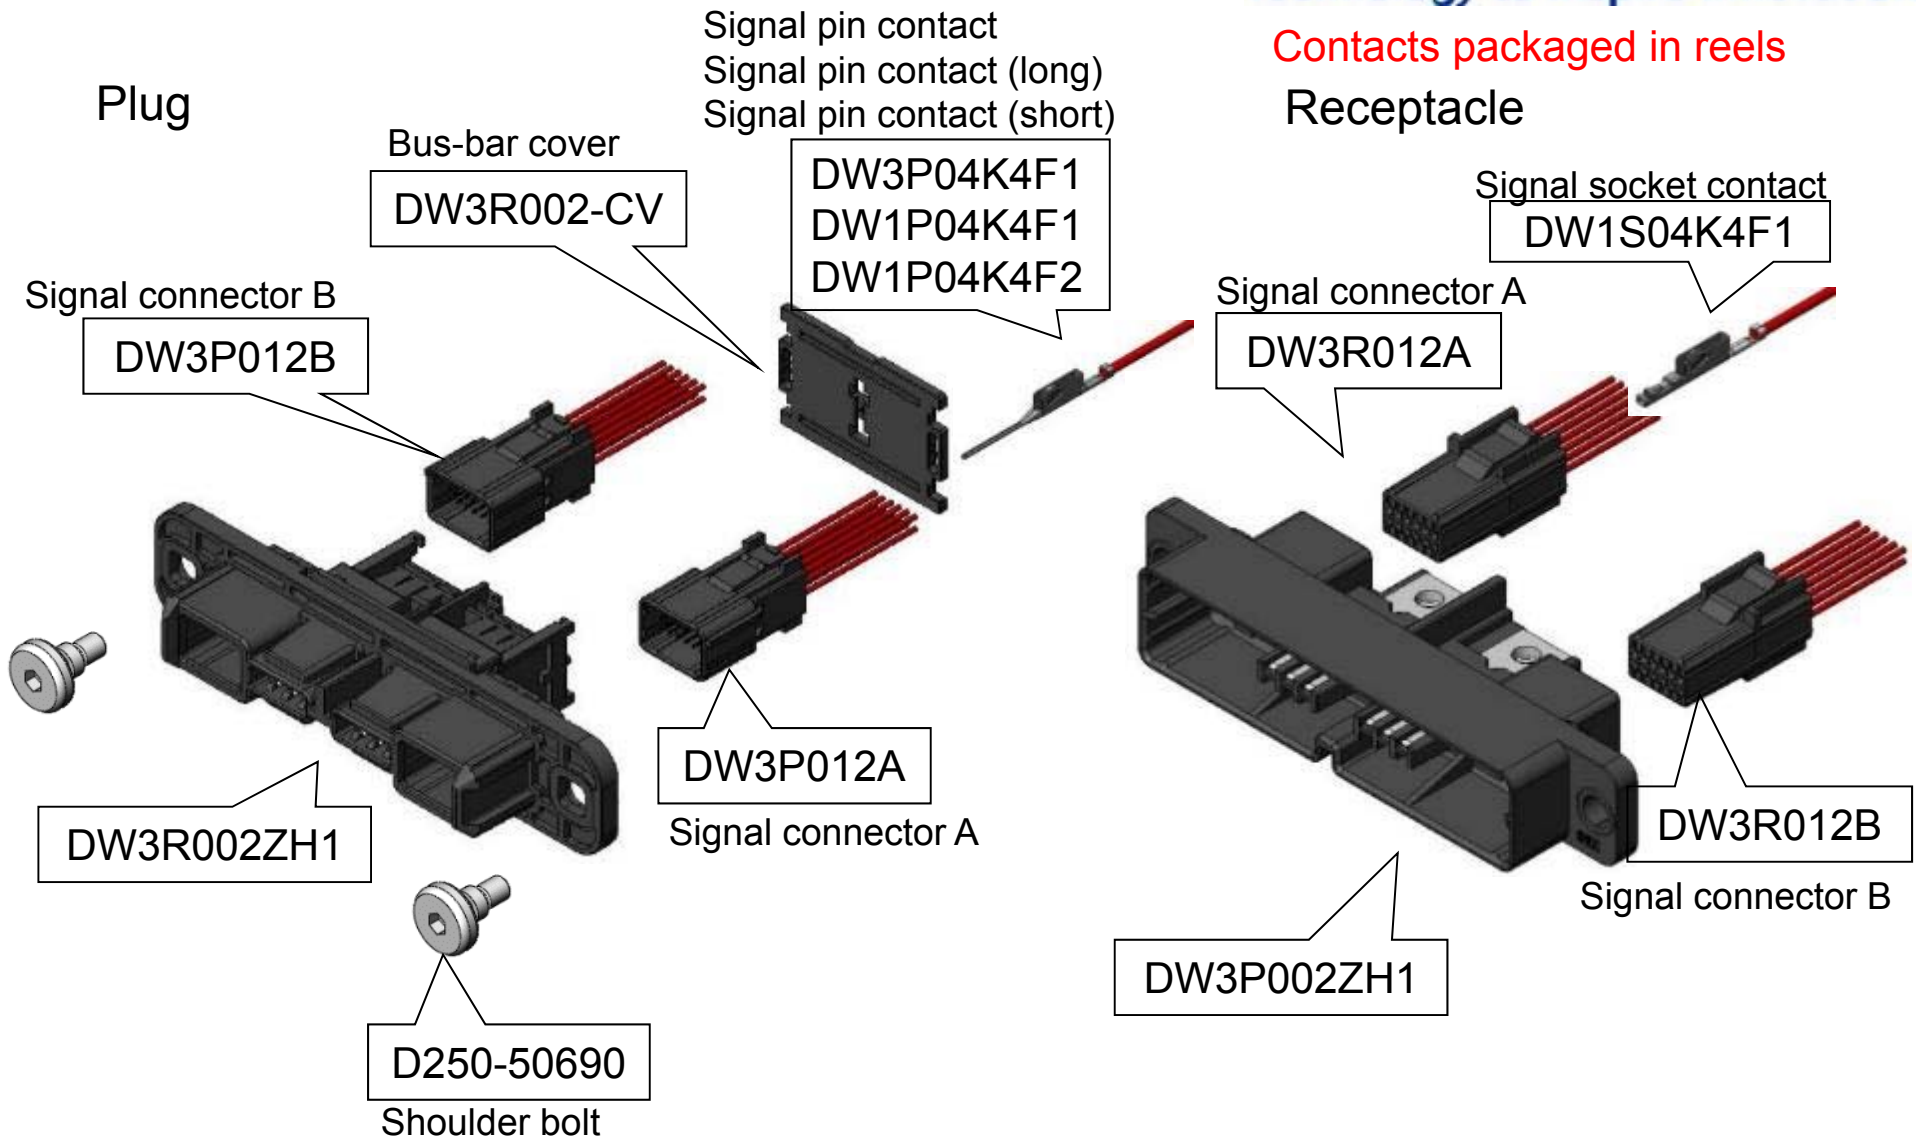 Contacts packaged in reels
Plug
Receptacle
Signal pin contact
Signal pin contact (long)
Signal pin contact (short)
DW3P04K4F1
DW1P04K4F1
DW1P04K4F2
Bus-bar cover
DW3R002-CV
Signal connector B
DW3P012B
DW3P012A
Signal connector A
DW3R002ZH1
D250-50690
Shoulder bolt
Signal socket contact
DW1S04K4F1
Signal connector A
DW3R012A
DW3R012B
Signal connector B
DW3P002ZH1